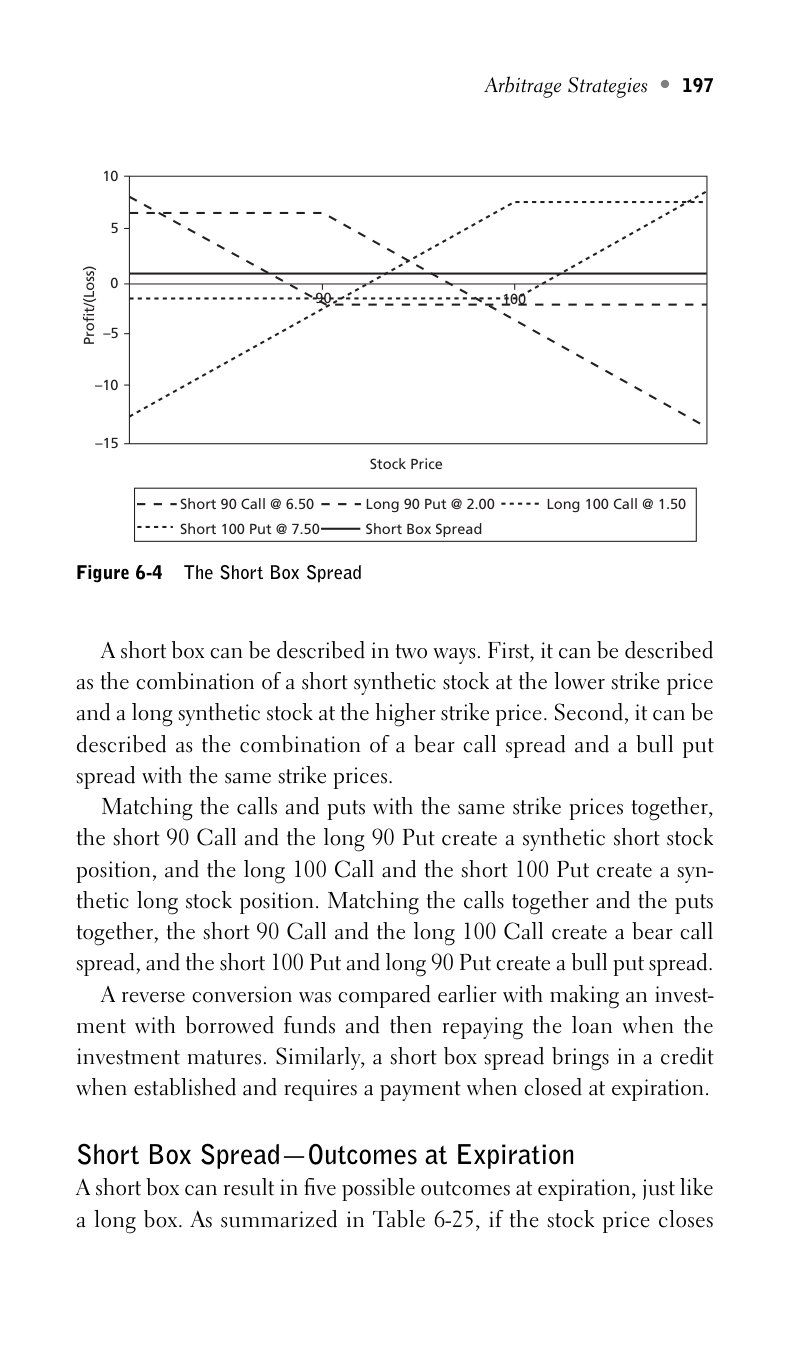 Arbitrage Strategies • 197
10
5
0
–5
–10
–15
Profit/(Loss)
90
100
Stock Price
Short 90 Call @ 6.50 Long 90 Put @ 2.00 Long 100 Call @ 1.50
Short 100 Put @ 7.50 Short Box Spread
Figure 6-4 The Short Box Spread
A short box can be described in two ways. First, it can be described
as the combination of a short synthetic stock at the lower strike price
and a long synthetic stock at the higher strike price. Second, it can be
described as the combination of a bear call spread and a bull put
spread with the same strike prices.
Matching the calls and puts with the same strike prices together,
the short 90 Call and the long 90 Put create a synthetic short stock
position, and the long 100 Call and the short 100 Put create a syn-
thetic long stock position. Matching the calls together and the puts
together, the short 90 Call and the long 100 Call create a bear call
spread, and the short 100 Put and long 90 Put create a bull put spread.
A reverse conversion was compared earlier with making an invest-
ment with borrowed funds and then repaying the loan when the
investment matures. Similarly, a short box spread brings in a credit
when established and requires a payment when closed at expiration.
Short Box Spread—Outcomes at Expiration
A short box can result in five possible outcomes at expiration, just like
a long box. As summarized in Table 6-25, if the stock price closes